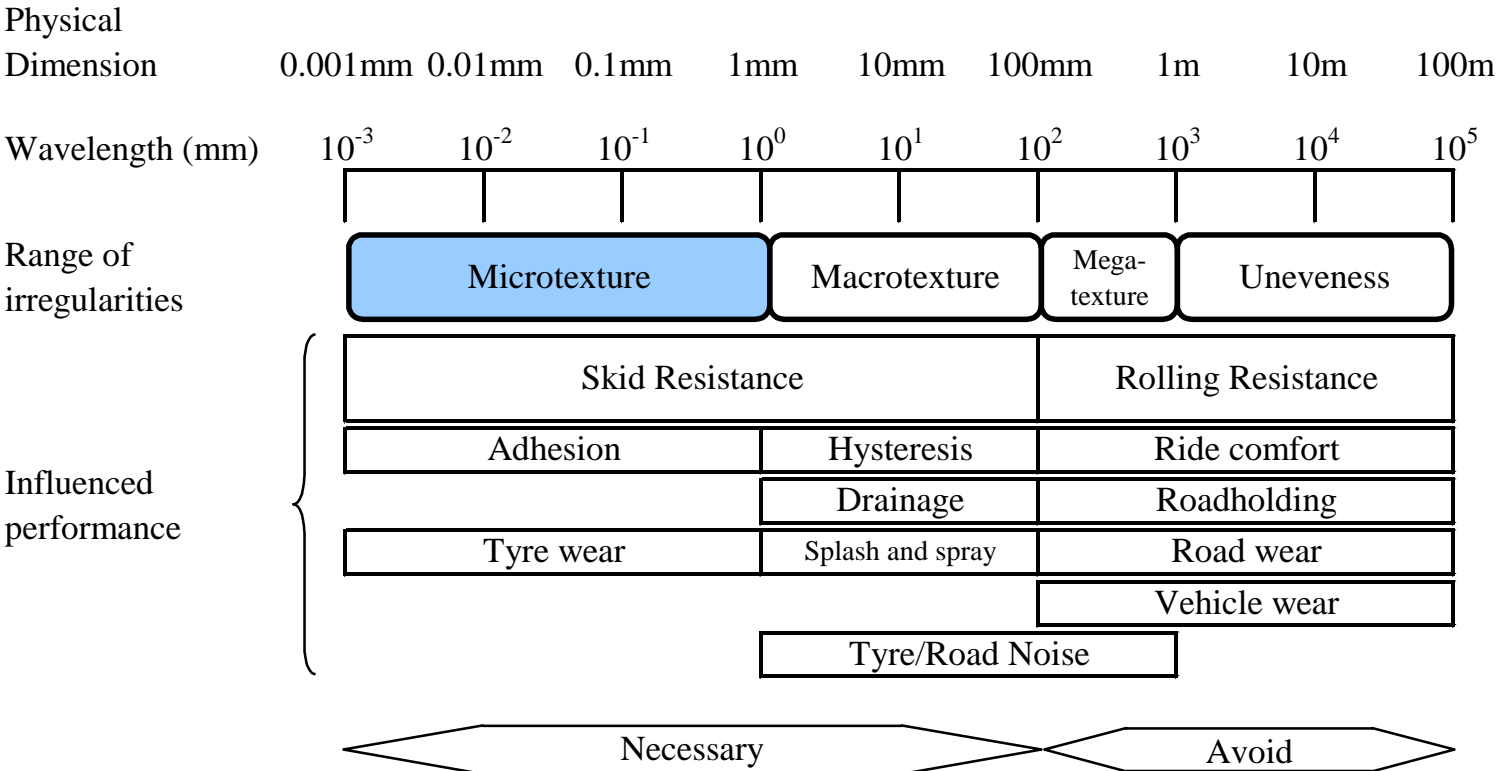 Physical
Dimension 0.001mm 0.01mm 0.1mm 1mm 10mm 100mm 1m 10m 100m
Wavelength (mm) 10⁻³ 10⁻² 10⁻¹ 10⁰ 10¹ 10² 10³ 10⁴ 10⁵
Range of
irregularities
Microtexture Macrotexture Mega-
texture Uneveness
Skid Resistance Rolling Resistance
Adhesion Hysteresis Ride comfort
Influenced
performance
Drainage Roadholding
Tyre wear Splash and spray Road wear
Vehicle wear
Tyre/Road Noise
Necessary Avoid